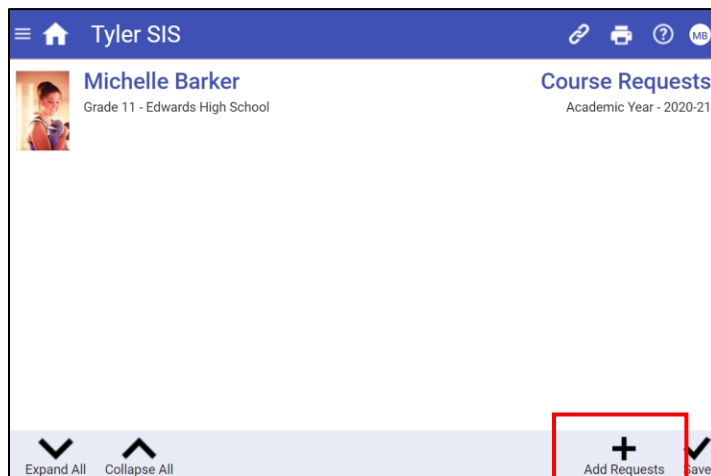 Tyler SIS
MB
Michelle Barker
Course Requests
Grade 11 - Edwards High School
Academic Year - 2020-21
Expand All
Collapse All
Add Requests
Save